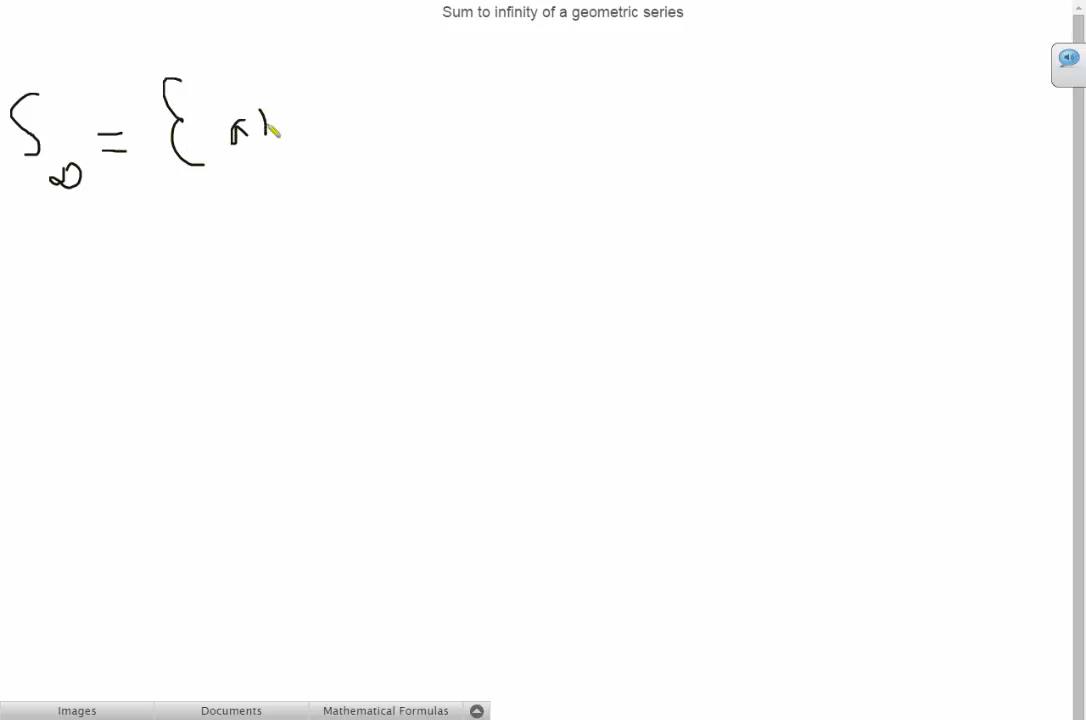 Sum to infinity of a geometric series
S∞ = {
Images
Documents
Mathematical Formulas